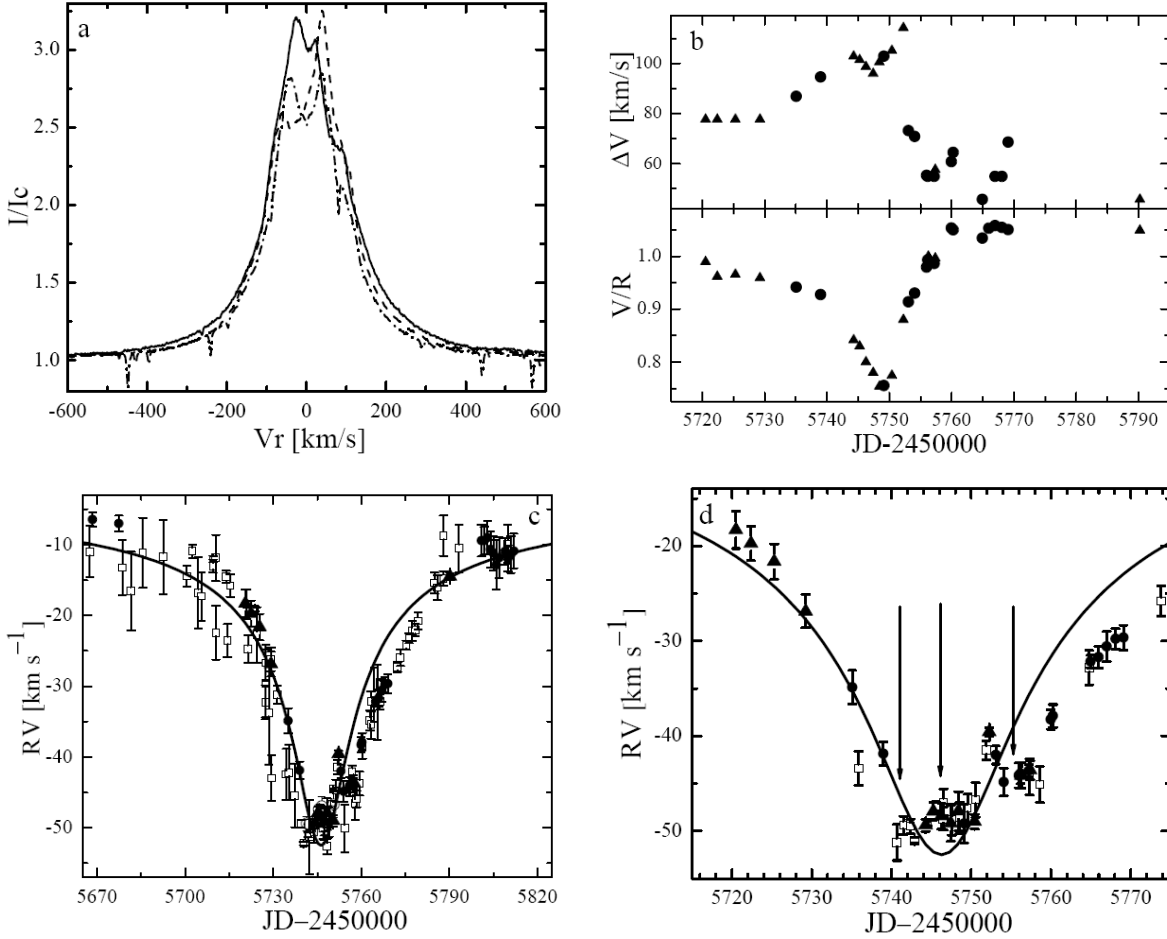 a
3.0
2.5
2.0
1.5
1.0
I/Ic
-600 -400 -200 0 200 400 600
Vr [km/s]
b
100
80
60
ΔV [km/s]
1.0
0.9
0.8
V/R
5720 5730 5740 5750 5760 5770 5780 5790
JD-2450000
c
-10
-20
-30
-40
-50
RV [km s⁻¹]
5670 5700 5730 5760 5790 5820
JD–2450000
d
-20
-30
-40
-50
RV [km s⁻¹]
5720 5730 5740 5750 5760 5770
JD–2450000